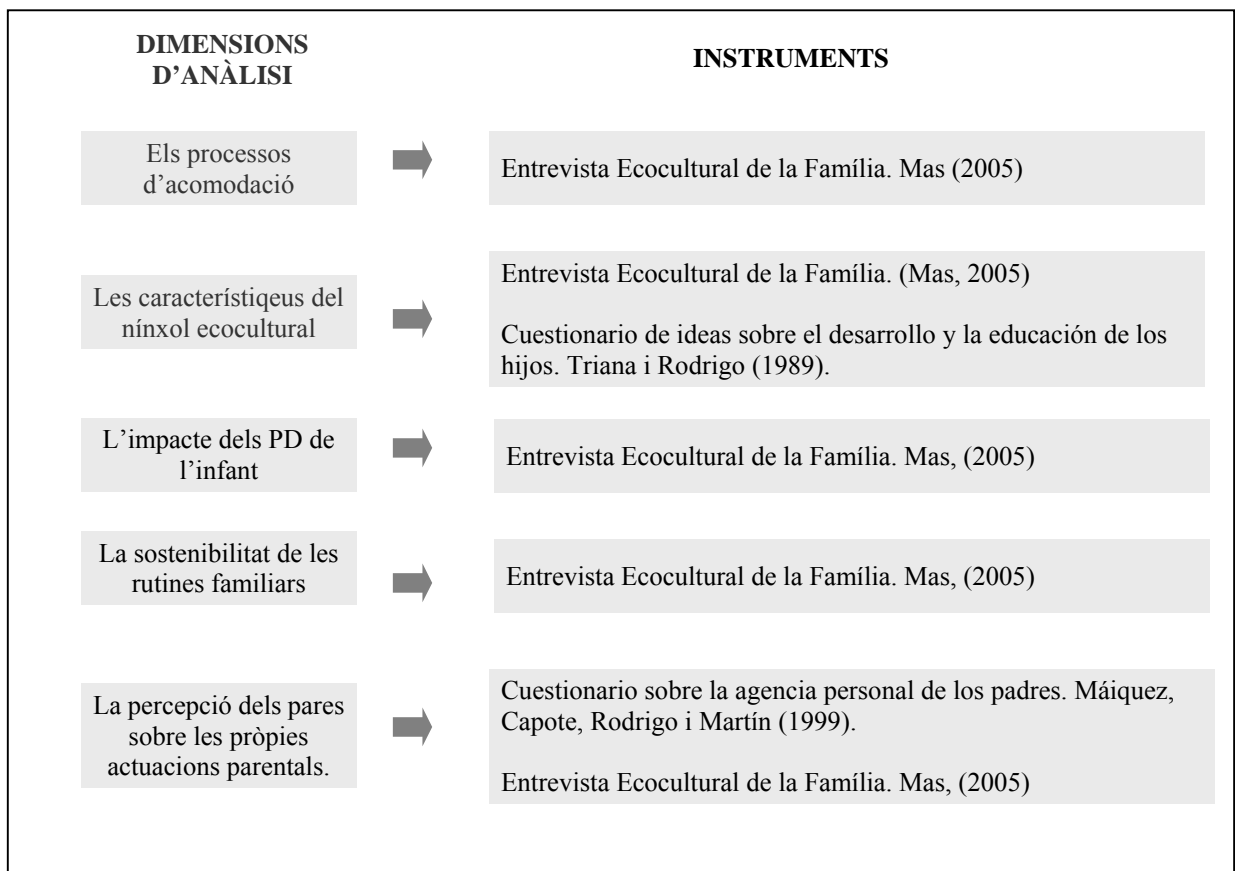 DIMENSIONS
D’ANÀLISI
INSTRUMENTS
Els processos
d’acomodació
Entrevista Ecocultural de la Família. Mas (2005)
Les característiqeus del
nínxol ecocultural
Entrevista Ecocultural de la Família. (Mas, 2005)
Cuestionario de ideas sobre el desarrollo y la educación de los
hijos. Triana i Rodrigo (1989).
L’impacte dels PD de
l’infant
Entrevista Ecocultural de la Família. Mas, (2005)
La sostenibilitat de les
rutines familiars
Entrevista Ecocultural de la Família. Mas, (2005)
La percepció dels pares
sobre les pròpies
actuacions parentals.
Cuestionario sobre la agencia personal de los padres. Máiquez,
Capote, Rodrigo i Martín (1999).
Entrevista Ecocultural de la Família. Mas, (2005)